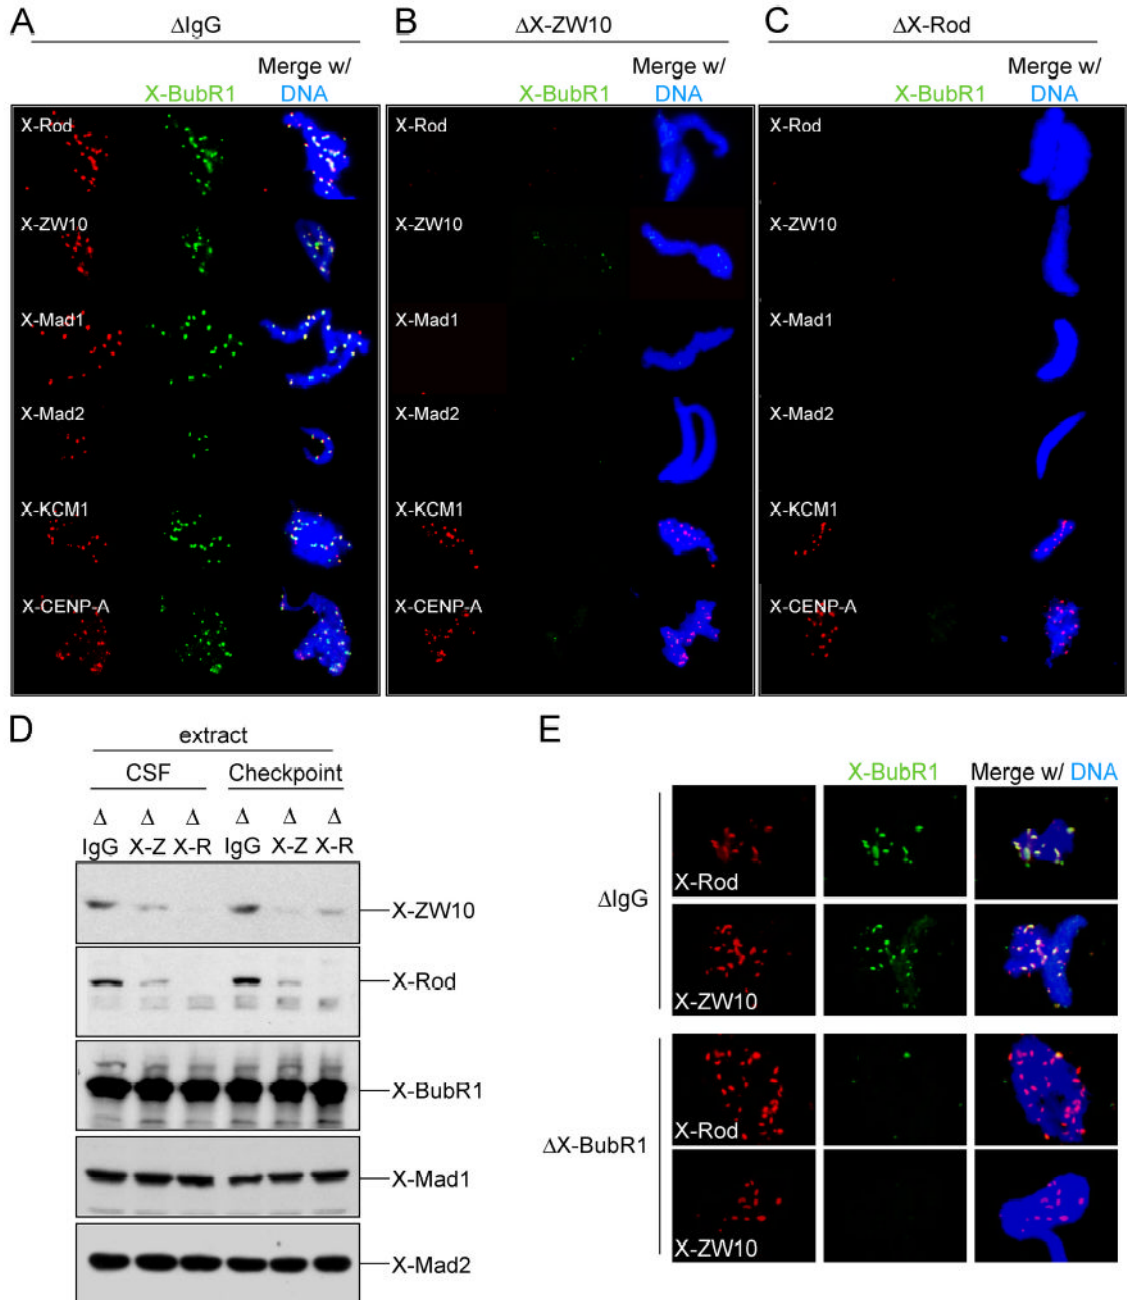 A
ΔIgG
X-BubR1
Merge w/
DNA
X-Rod
X-ZW10
X-Mad1
X-Mad2
X-KCM1
X-CENP-A
B
ΔX-ZW10
X-BubR1
Merge w/
DNA
X-Rod
X-ZW10
X-Mad1
X-Mad2
X-KCM1
X-CENP-A
C
ΔX-Rod
X-BubR1
Merge w/
DNA
X-Rod
X-ZW10
X-Mad1
X-Mad2
X-KCM1
X-CENP-A
D
extract
CSF Checkpoint
Δ Δ Δ Δ Δ Δ
IgG X-Z X-R IgG X-Z X-R
X-ZW10
X-Rod
X-BubR1
X-Mad1
X-Mad2
E
X-BubR1 Merge w/ DNA
ΔIgG
X-Rod
X-ZW10
ΔX-BubR1
X-Rod
X-ZW10